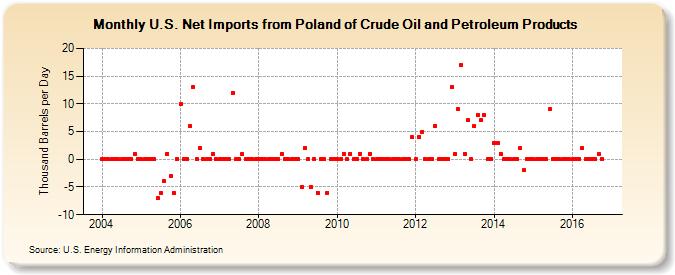 Monthly U.S. Net Imports from Poland of Crude Oil and Petroleum Products
Thousand Barrels per Day
20
15
10
5
0
-5
-10
2004 2006 2008 2010 2012 2014 2016
Source: U.S. Energy Information Administration